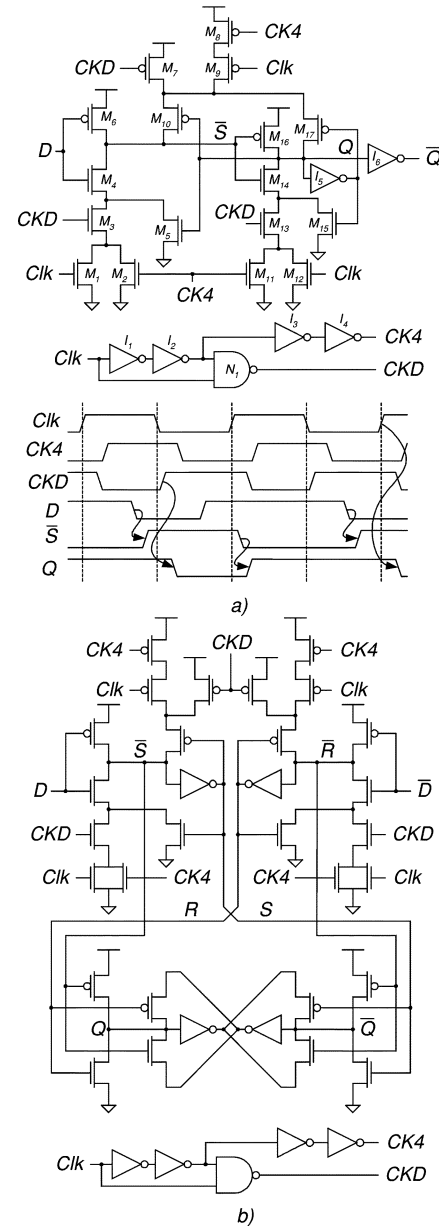 M8 CK4
CKD M7 M9 Clk
M6 M10 S̅ M16 M17 Q I6 Q̅
D
M4 M14 I5
CKD M3 M5 CKD M13 M15
Clk M1 M2 M11 M12 Clk
CK4
I3 I4 CK4
Clk I1 I2 N1 CKD
Clk
CK4
CKD
D
S̅
Q
a)
CK4 CKD CK4
Clk Clk
S̅ R̅
D D̅
CKD CKD
Clk CK4 CK4 Clk
R S
Q Q̅
CK4
Clk CKD
b)